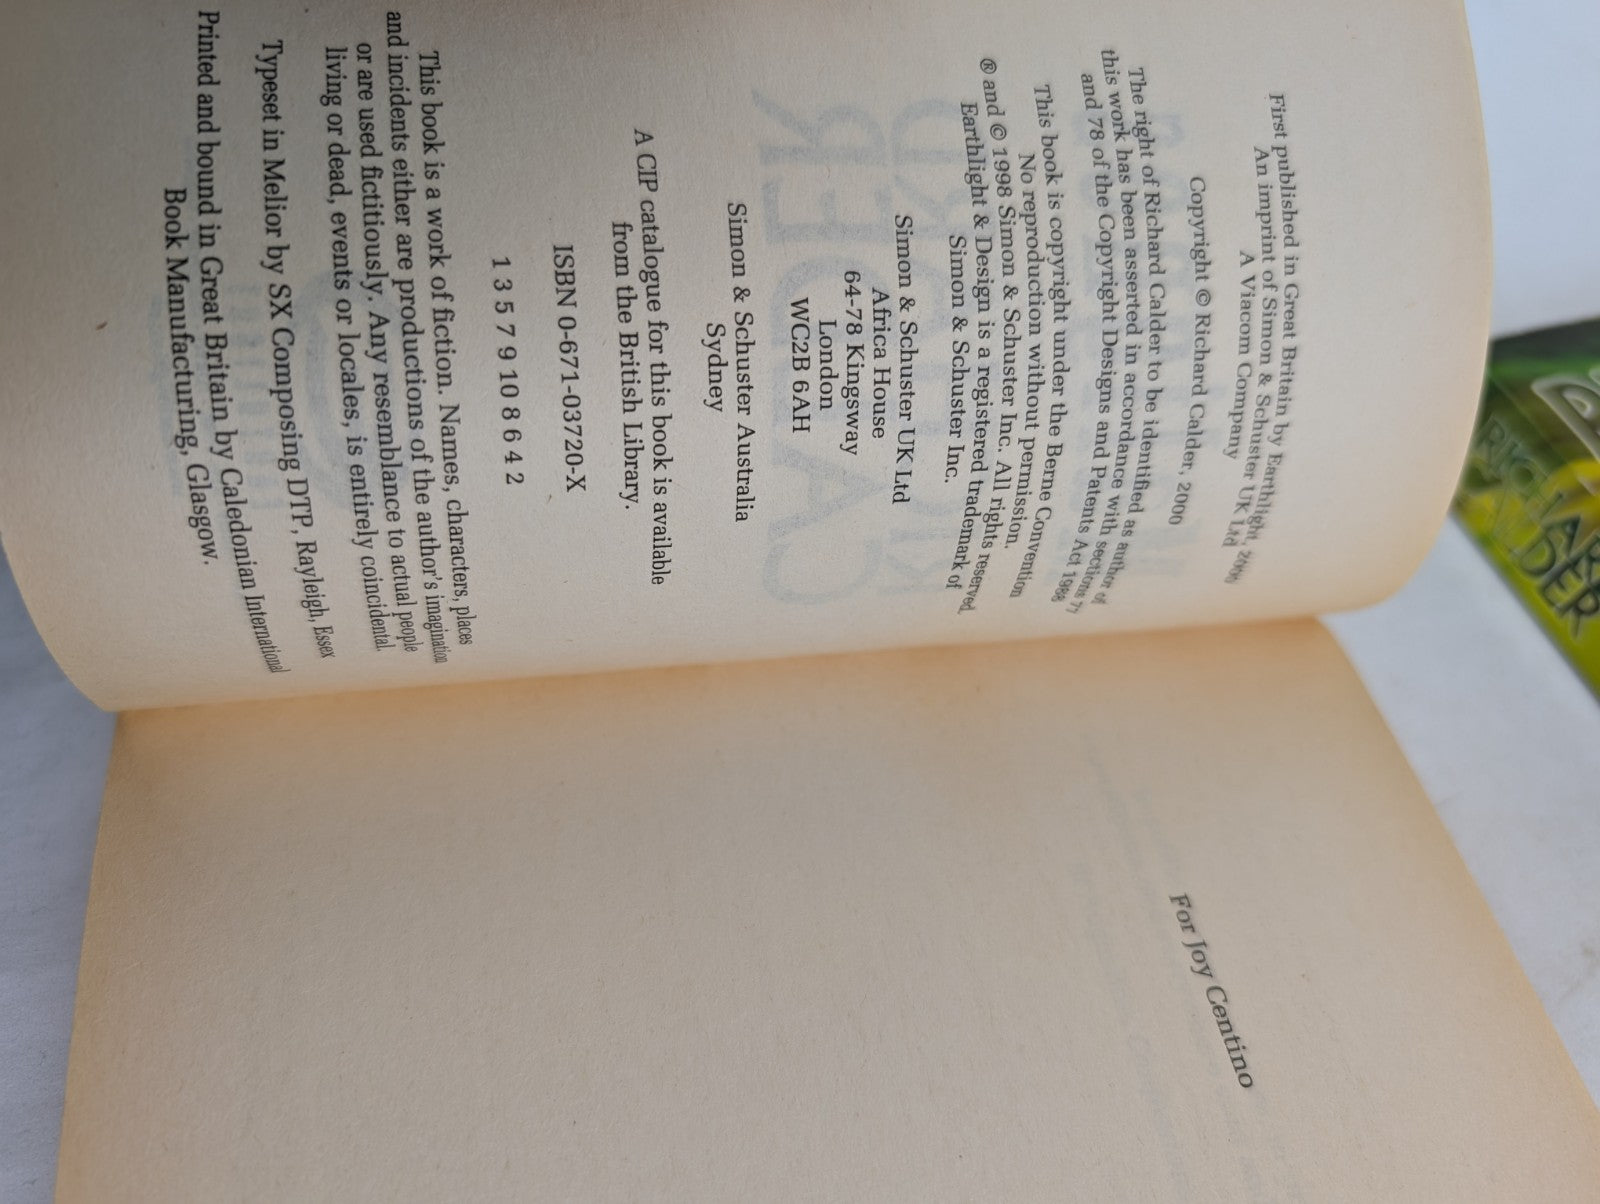 First published in Great Britain by Earthlight, 2000
An imprint of Simon & Schuster UK Ltd
A Viacom Company
Copyright © Richard Calder, 2000
The right of Richard Calder to be identified as author of
this work has been asserted in accordance with sections 77
and 78 of the Copyright Designs and Patents Act 1988
This book is copyright under the Berne Convention
No reproduction without permission.
® and © 1998 Simon & Schuster Inc. All rights reserved
Earthlight & Design is a registered trademark of
Simon & Schuster Inc.
Simon & Schuster UK Ltd
Africa House
64-78 Kingsway
London
WC2B 6AH
Simon & Schuster Australia
Sydney
A CIP catalogue for this book is available
from the British Library.
ISBN 0-671-03720-X
1 3 5 7 9 10 8 6 4 2
This book is a work of fiction. Names, characters, places
and incidents either are productions of the author's imagination
or are used fictitiously. Any resemblance to actual people
living or dead, events or locales, is entirely coincidental.
Typeset in Melior by SX Composing DTP, Rayleigh, Essex
Printed and bound in Great Britain by Caledonian International
Book Manufacturing, Glasgow.
For Joy Centino
RICHARD
CALDER